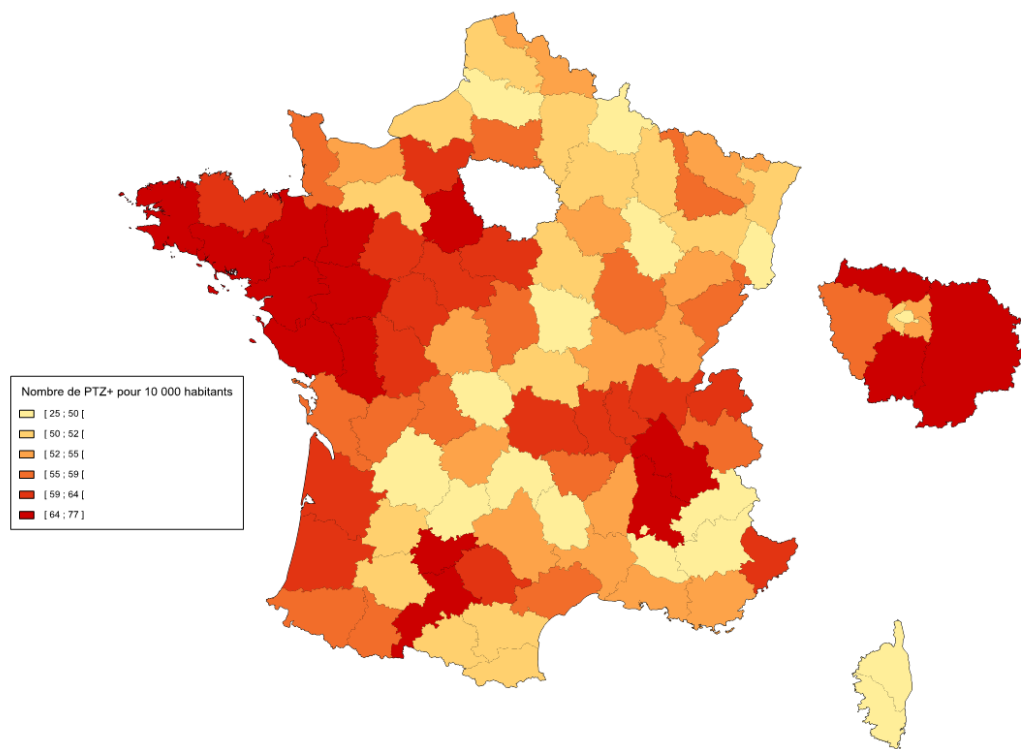 Nombre de PTZ+ pour 10 000 habitants
[ 25 ; 50 [
[ 50 ; 52 [
[ 52 ; 55 [
[ 55 ; 59 [
[ 59 ; 64 [
[ 64 ; 77 ]